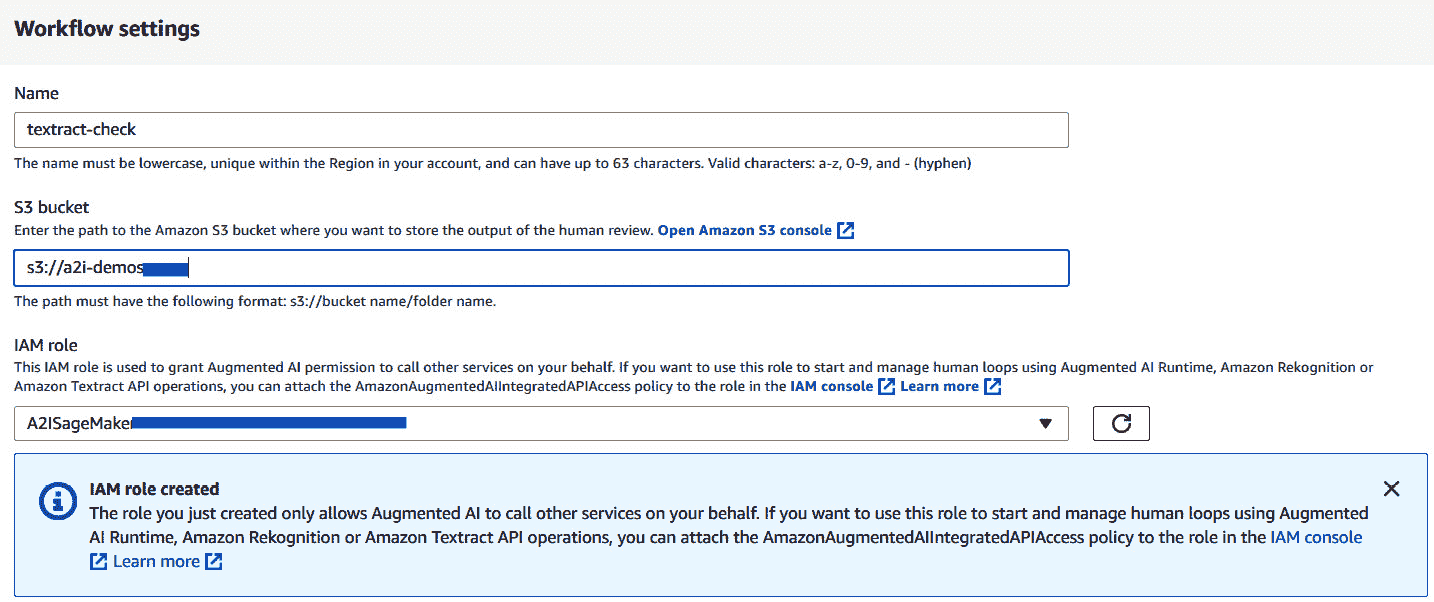 Workflow settings
Name
textract-check
The name must be lowercase, unique within the Region in your account, and can have up to 63 characters. Valid characters: a-z, 0-9, and - (hyphen)
S3 bucket
Enter the path to the Amazon S3 bucket where you want to store the output of the human review. Open Amazon S3 console
s3://a2i-demos
The path must have the following format: s3://bucket name/folder name.
IAM role
This IAM role is used to grant Augmented AI permission to call other services on your behalf. If you want to use this role to start and manage human loops using Augmented AI Runtime, Amazon Rekognition or
Amazon Textract API operations, you can attach the AmazonAugmentedAIIntegratedAPIAccess policy to the role in the IAM console Learn more
A2ISageMaker
IAM role created
The role you just created only allows Augmented AI to call other services on your behalf. If you want to use this role to start and manage human loops using Augmented
AI Runtime, Amazon Rekognition or Amazon Textract API operations, you can attach the AmazonAugmentedAIIntegratedAPIAccess policy to the role in the IAM console
Learn more